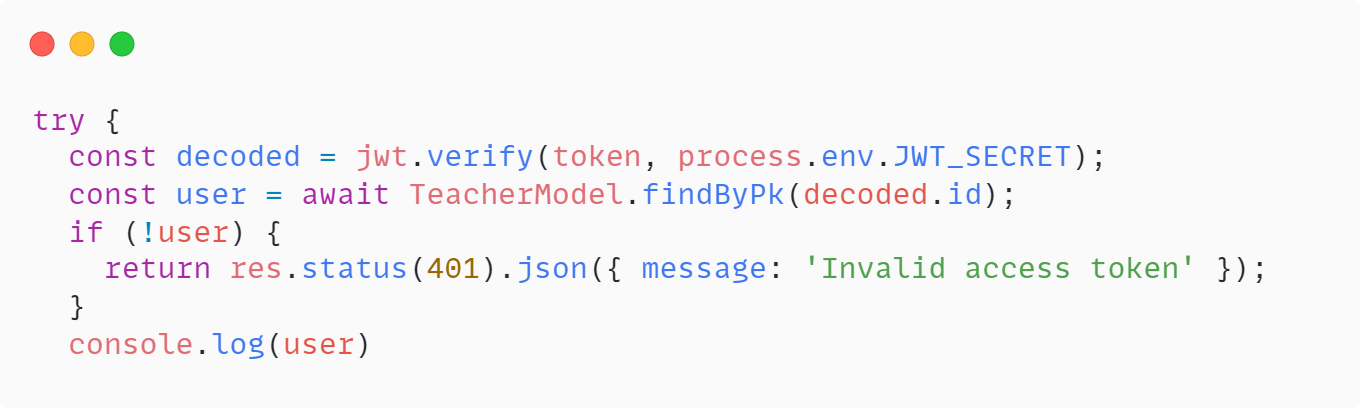 try {
  const decoded = jwt.verify(token, process.env.JWT_SECRET);
  const user = await TeacherModel.findByPk(decoded.id);
  if (!user) {
    return res.status(401).json({ message: 'Invalid access token' });
  }
  console.log(user)